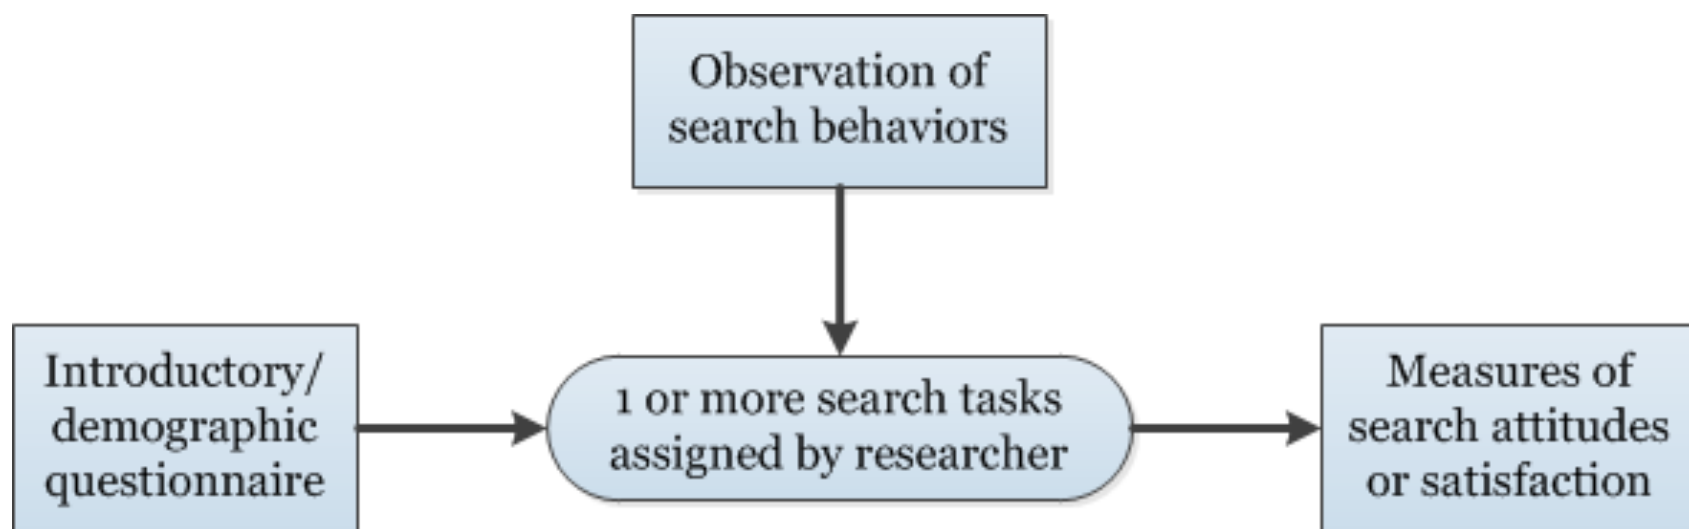 Observation of
search behaviors
Introductory/
demographic
questionnaire
1 or more search tasks
assigned by researcher
Measures of
search attitudes
or satisfaction